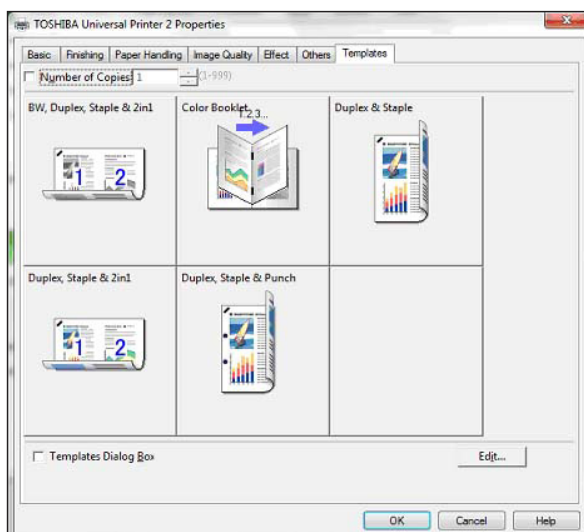 TOSHIBA Universal Printer 2 Properties
Basic Finishing Paper Handling Image Quality Effect Others Templates
Number of Copies 1 (1-999)
BW, Duplex, Staple & 2in1 Color Booklet Duplex & Staple
1.2.3...
1 2
Duplex, Staple & 2in1 Duplex, Staple & Punch
1 2
Templates Dialog Box Edit...
OK Cancel Help